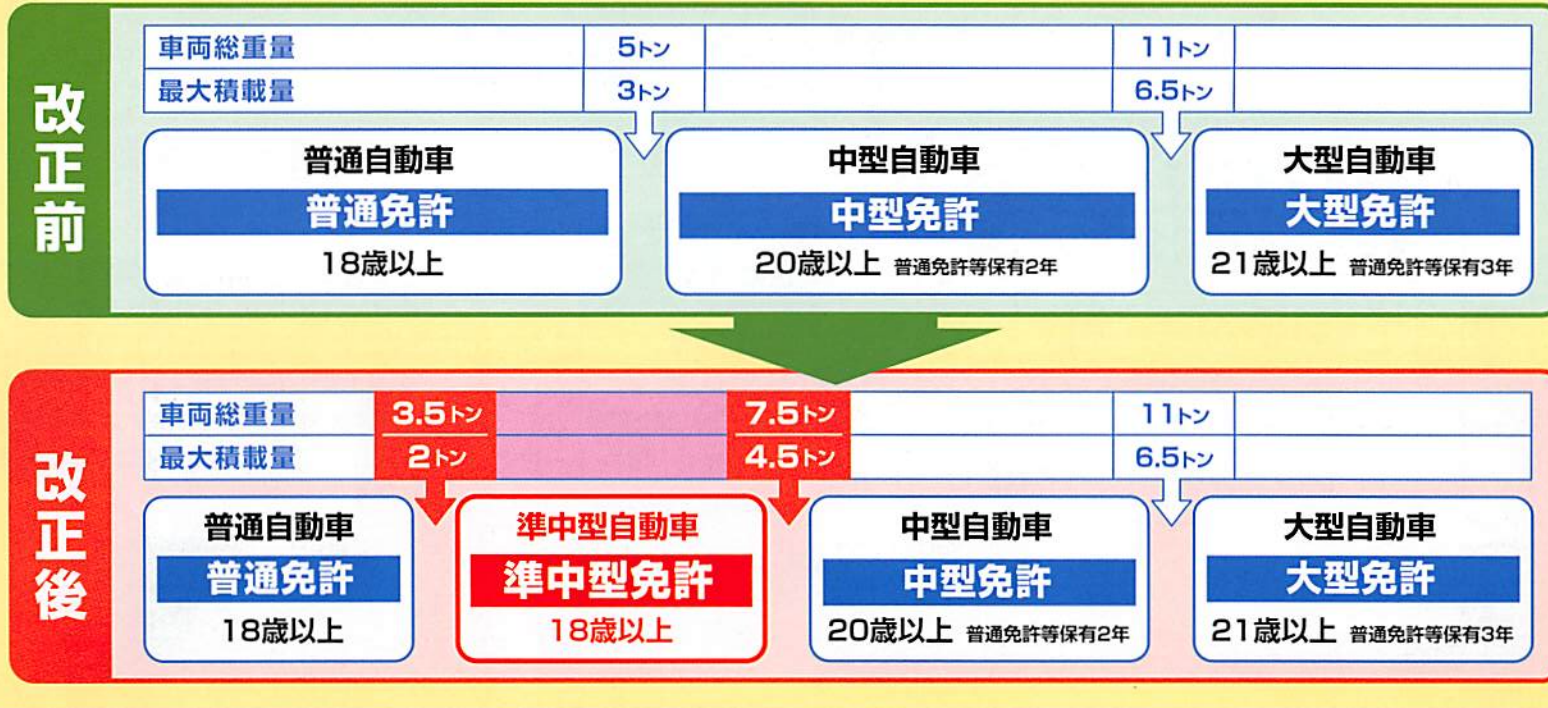 改正前
車両総重量 5トン 11トン
最大積載量 3トン 6.5トン
普通自動車 中型自動車 大型自動車
普通免許 中型免許 大型免許
18歳以上 20歳以上 普通免許等保有2年 21歳以上 普通免許等保有3年
改正後
車両総重量 3.5トン 7.5トン 11トン
最大積載量 2トン 4.5トン 6.5トン
普通自動車 準中型自動車 中型自動車 大型自動車
普通免許 準中型免許 中型免許 大型免許
18歳以上 18歳以上 20歳以上 普通免許等保有2年 21歳以上 普通免許等保有3年